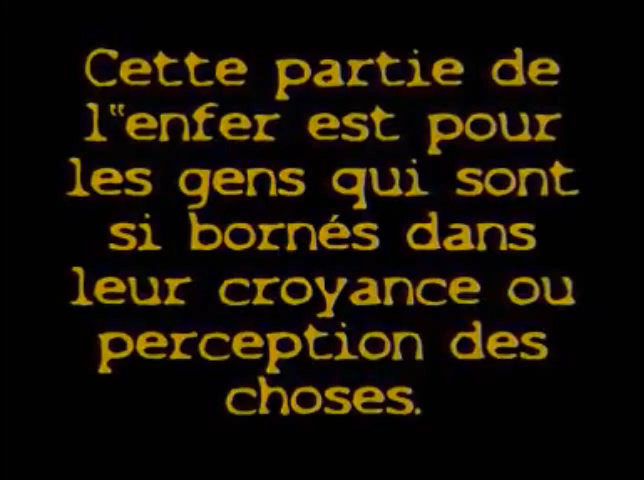 Cette partie de
l"enfer est pour
les gens qui sont
si bornés dans
leur croyance ou
perception des
choses.